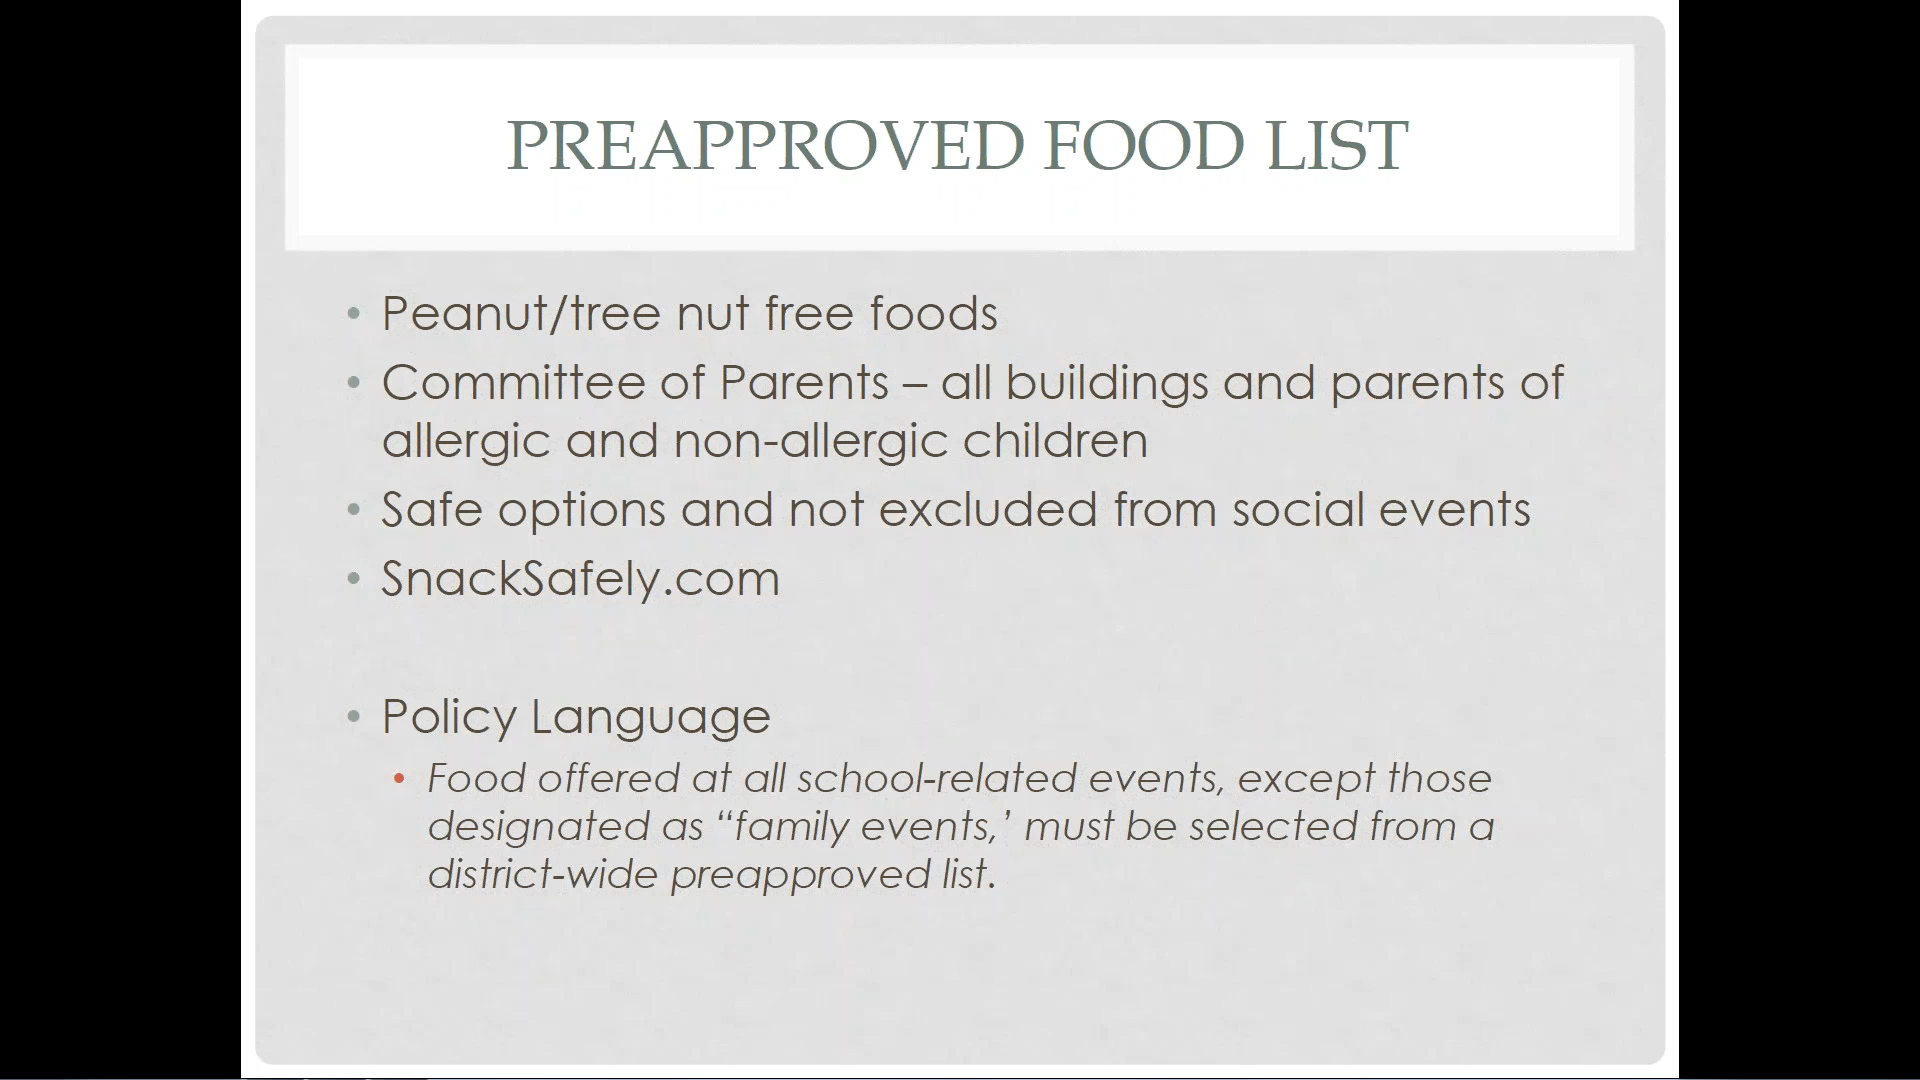 PREAPPROVED FOOD LIST
• Peanut/tree nut free foods
• Committee of Parents – all buildings and parents of
allergic and non-allergic children
• Safe options and not excluded from social events
• SnackSafely.com
• Policy Language
• Food offered at all school-related events, except those
designated as “family events,’ must be selected from a
district-wide preapproved list.